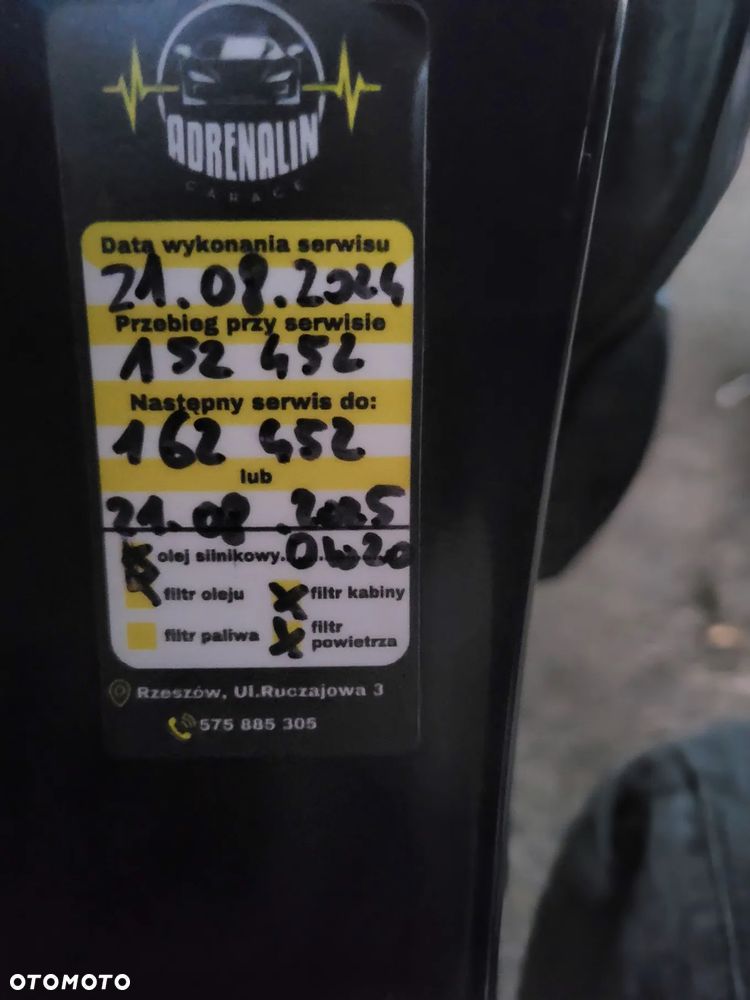 ADRENALIN
GARAGE
Data wykonania serwisu
21.08.2024
Przebieg przy serwisie
152 452
Następny serwis do:
162 452
lub
21.08.2025
olej silnikowy.0w20
filtr oleju
filtr kabiny
filtr paliwa
filtr powietrza
Rzeszów, Ul.Ruczajowa 3
575 885 305
OTOMOTO